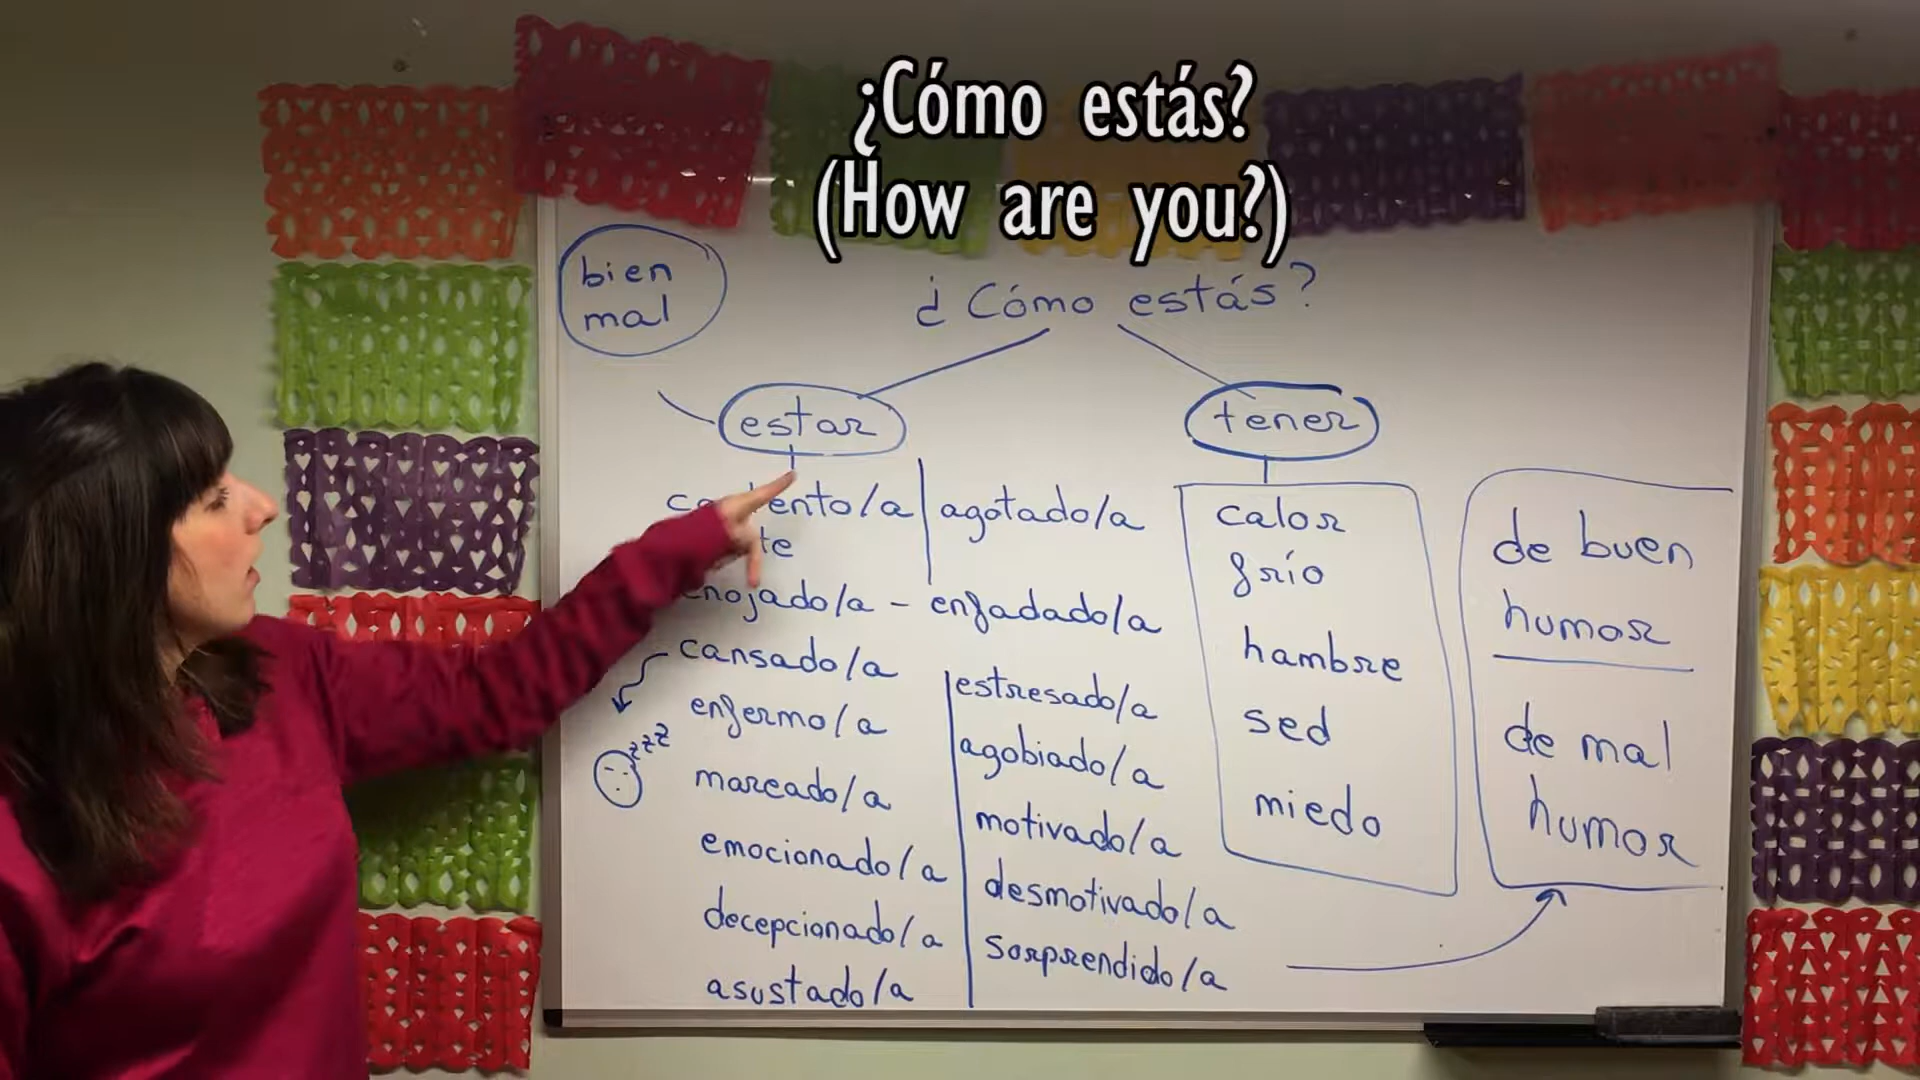 ¿Cómo estás?
(How are you?)
bien
mal
¿Cómo estás?
estar
tener
agotado/a
enojado/a - enfadado/a
cansado/a
enfermo/a
zzz
mareado/a
emocionado/a
decepcionado/a
asustado/a
estresado/a
agobiado/a
motivado/a
desmotivado/a
sorprendido/a
calor
frío
hambre
sed
miedo
de buen
humor
de mal
humor